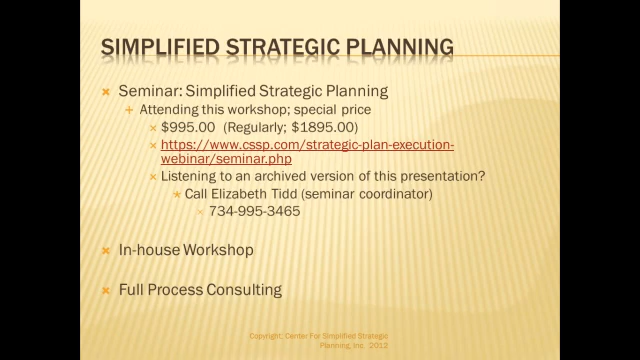 SIMPLIFIED STRATEGIC PLANNING
Seminar: Simplified Strategic Planning
Attending this workshop; special price
$995.00 (Regularly; $1895.00)
https://www.cssp.com/strategic-plan-execution-
webinar/seminar.php
Listening to an archived version of this presentation?
Call Elizabeth Tidd (seminar coordinator)
734-995-3465
In-house Workshop
Full Process Consulting
Copyright, Center For Simplified Strategic
Planning, Inc. 2012